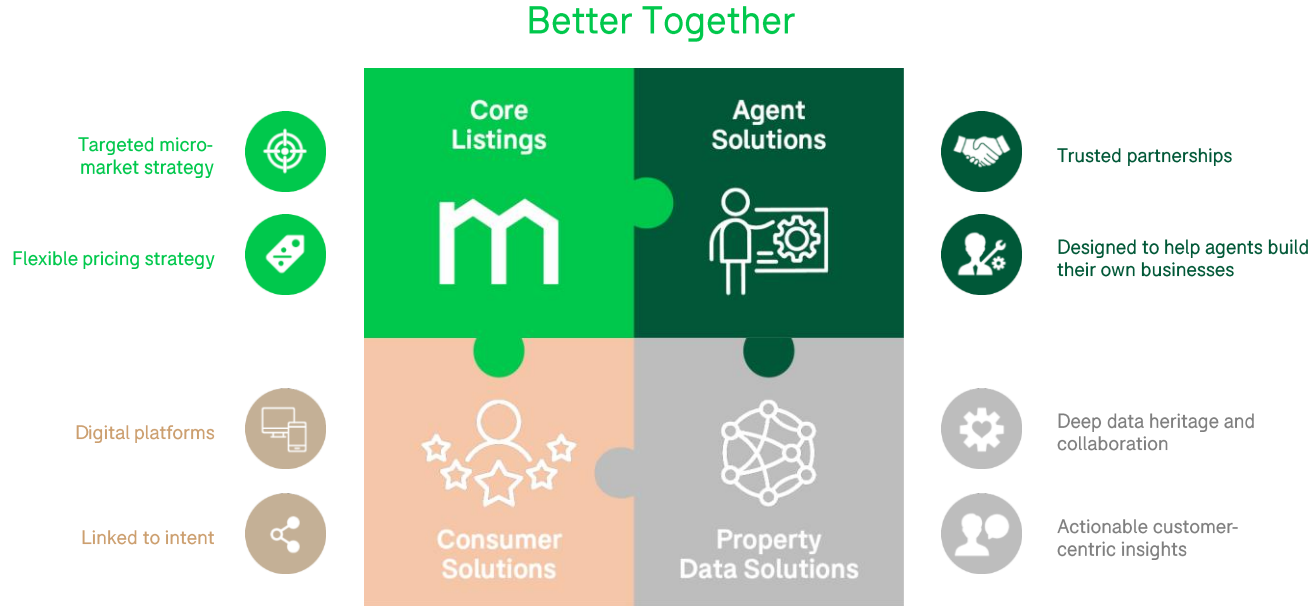 Better Together
Core
Listings
Agent
Solutions
Targeted micro-
market strategy
Flexible pricing strategy
Trusted partnerships
Designed to help agents build
their own businesses
Digital platforms
Linked to intent
Consumer
Solutions
Property
Data Solutions
Deep data heritage and
collaboration
Actionable customer-
centric insights